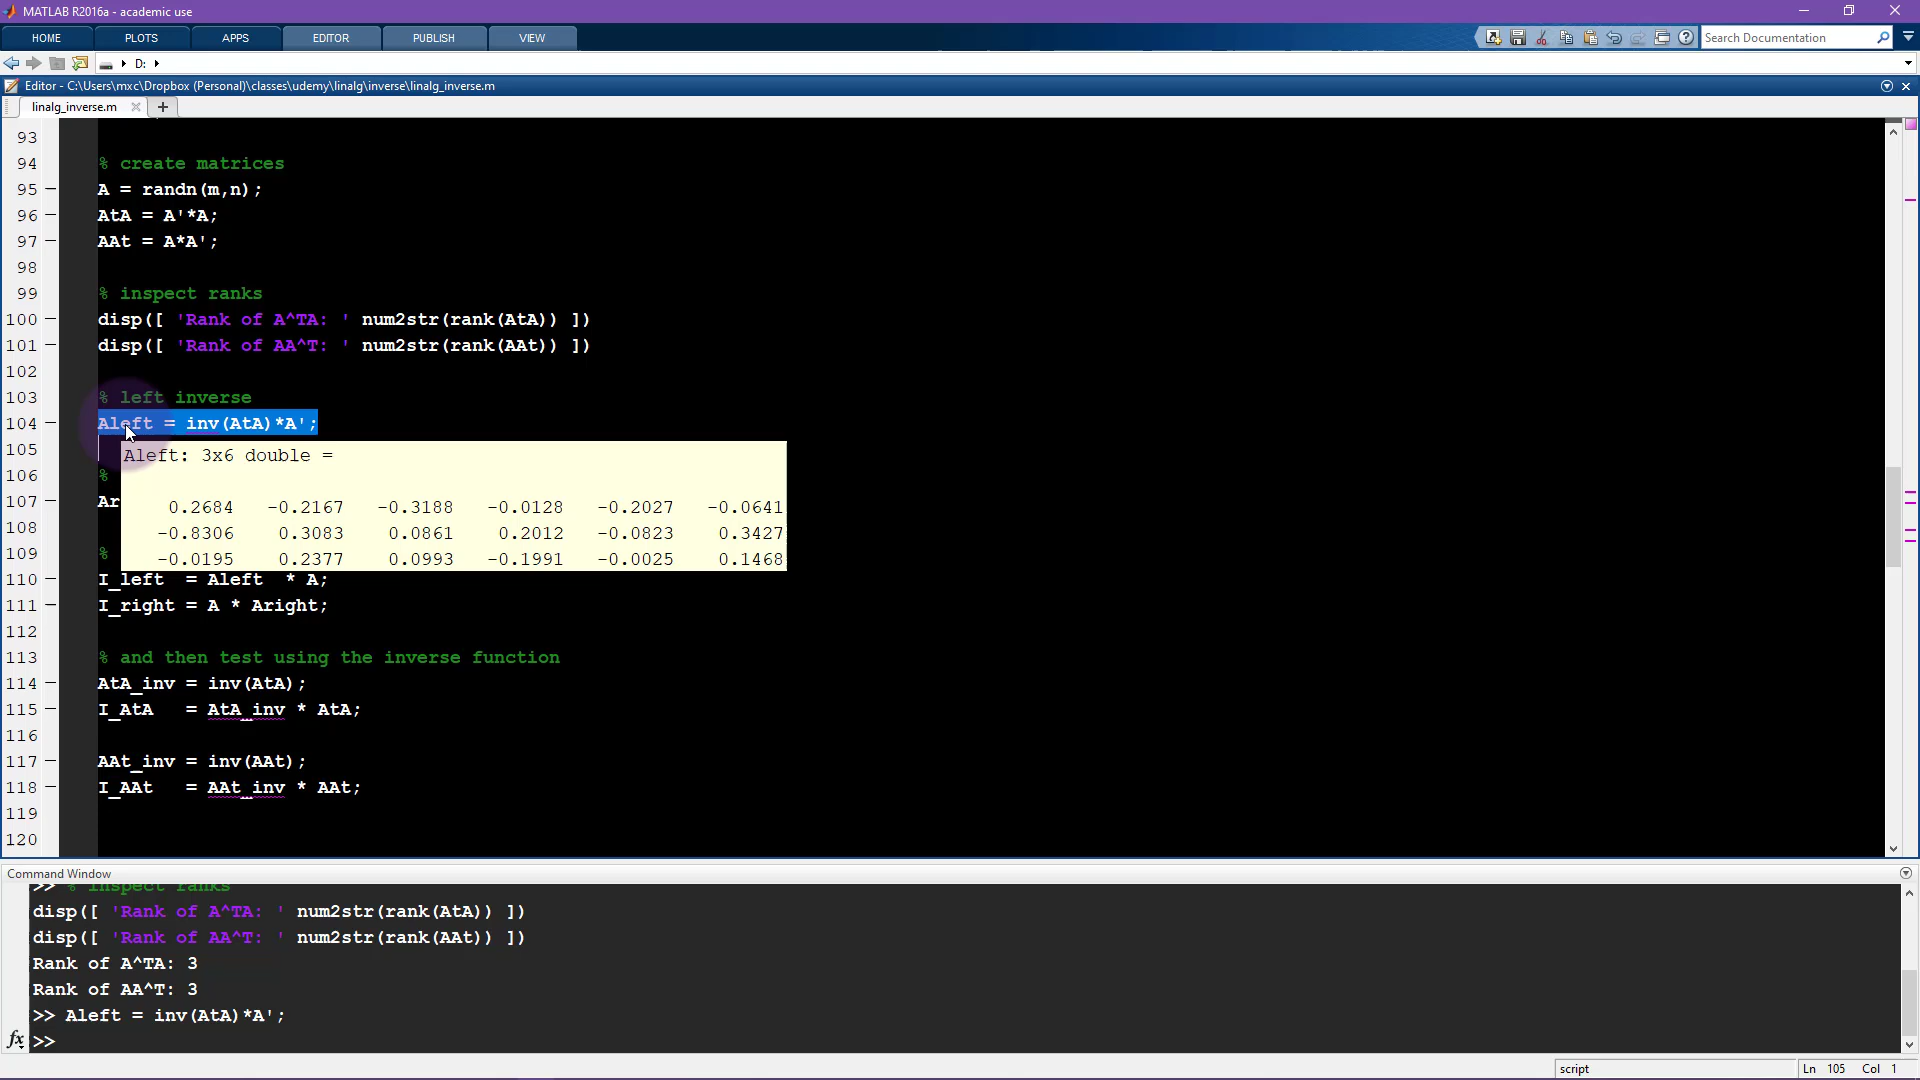 MATLAB R2016a - academic use
HOME PLOTS APPS EDITOR PUBLISH VIEW Search Documentation
D:
Editor - C:\Users\mxc\Dropbox (Personal)\classes\udemy\linalg\inverse\linalg_inverse.m
linalg_inverse.m
93
94 % create matrices
95 A = randn(m,n);
96 AtA = A'*A;
97 AAt = A*A';
98
99 % inspect ranks
100 disp([ 'Rank of A^TA: ' num2str(rank(AtA)) ])
101 disp([ 'Rank of AA^T: ' num2str(rank(AAt)) ])
102
103 % left inverse
104 Aleft = inv(AtA)*A';
105 Aleft: 3x6 double =
106 %
107 Ar 0.2684 -0.2167 -0.3188 -0.0128 -0.2027 -0.0641
108 -0.8306 0.3083 0.0861 0.2012 -0.0823 0.3427
109 % -0.0195 0.2377 0.0993 -0.1991 -0.0025 0.1468
110 I_left = Aleft * A;
111 I_right = A * Aright;
112
113 % and then test using the inverse function
114 AtA_inv = inv(AtA);
115 I_AtA = AtA_inv * AtA;
116
117 AAt_inv = inv(AAt);
118 I_AAt = AAt_inv * AAt;
119
120
Command Window
>> % inspect ranks
disp([ 'Rank of A^TA: ' num2str(rank(AtA)) ])
disp([ 'Rank of AA^T: ' num2str(rank(AAt)) ])
Rank of A^TA: 3
Rank of AA^T: 3
>> Aleft = inv(AtA)*A';
fx >>
script Ln 105 Col 1